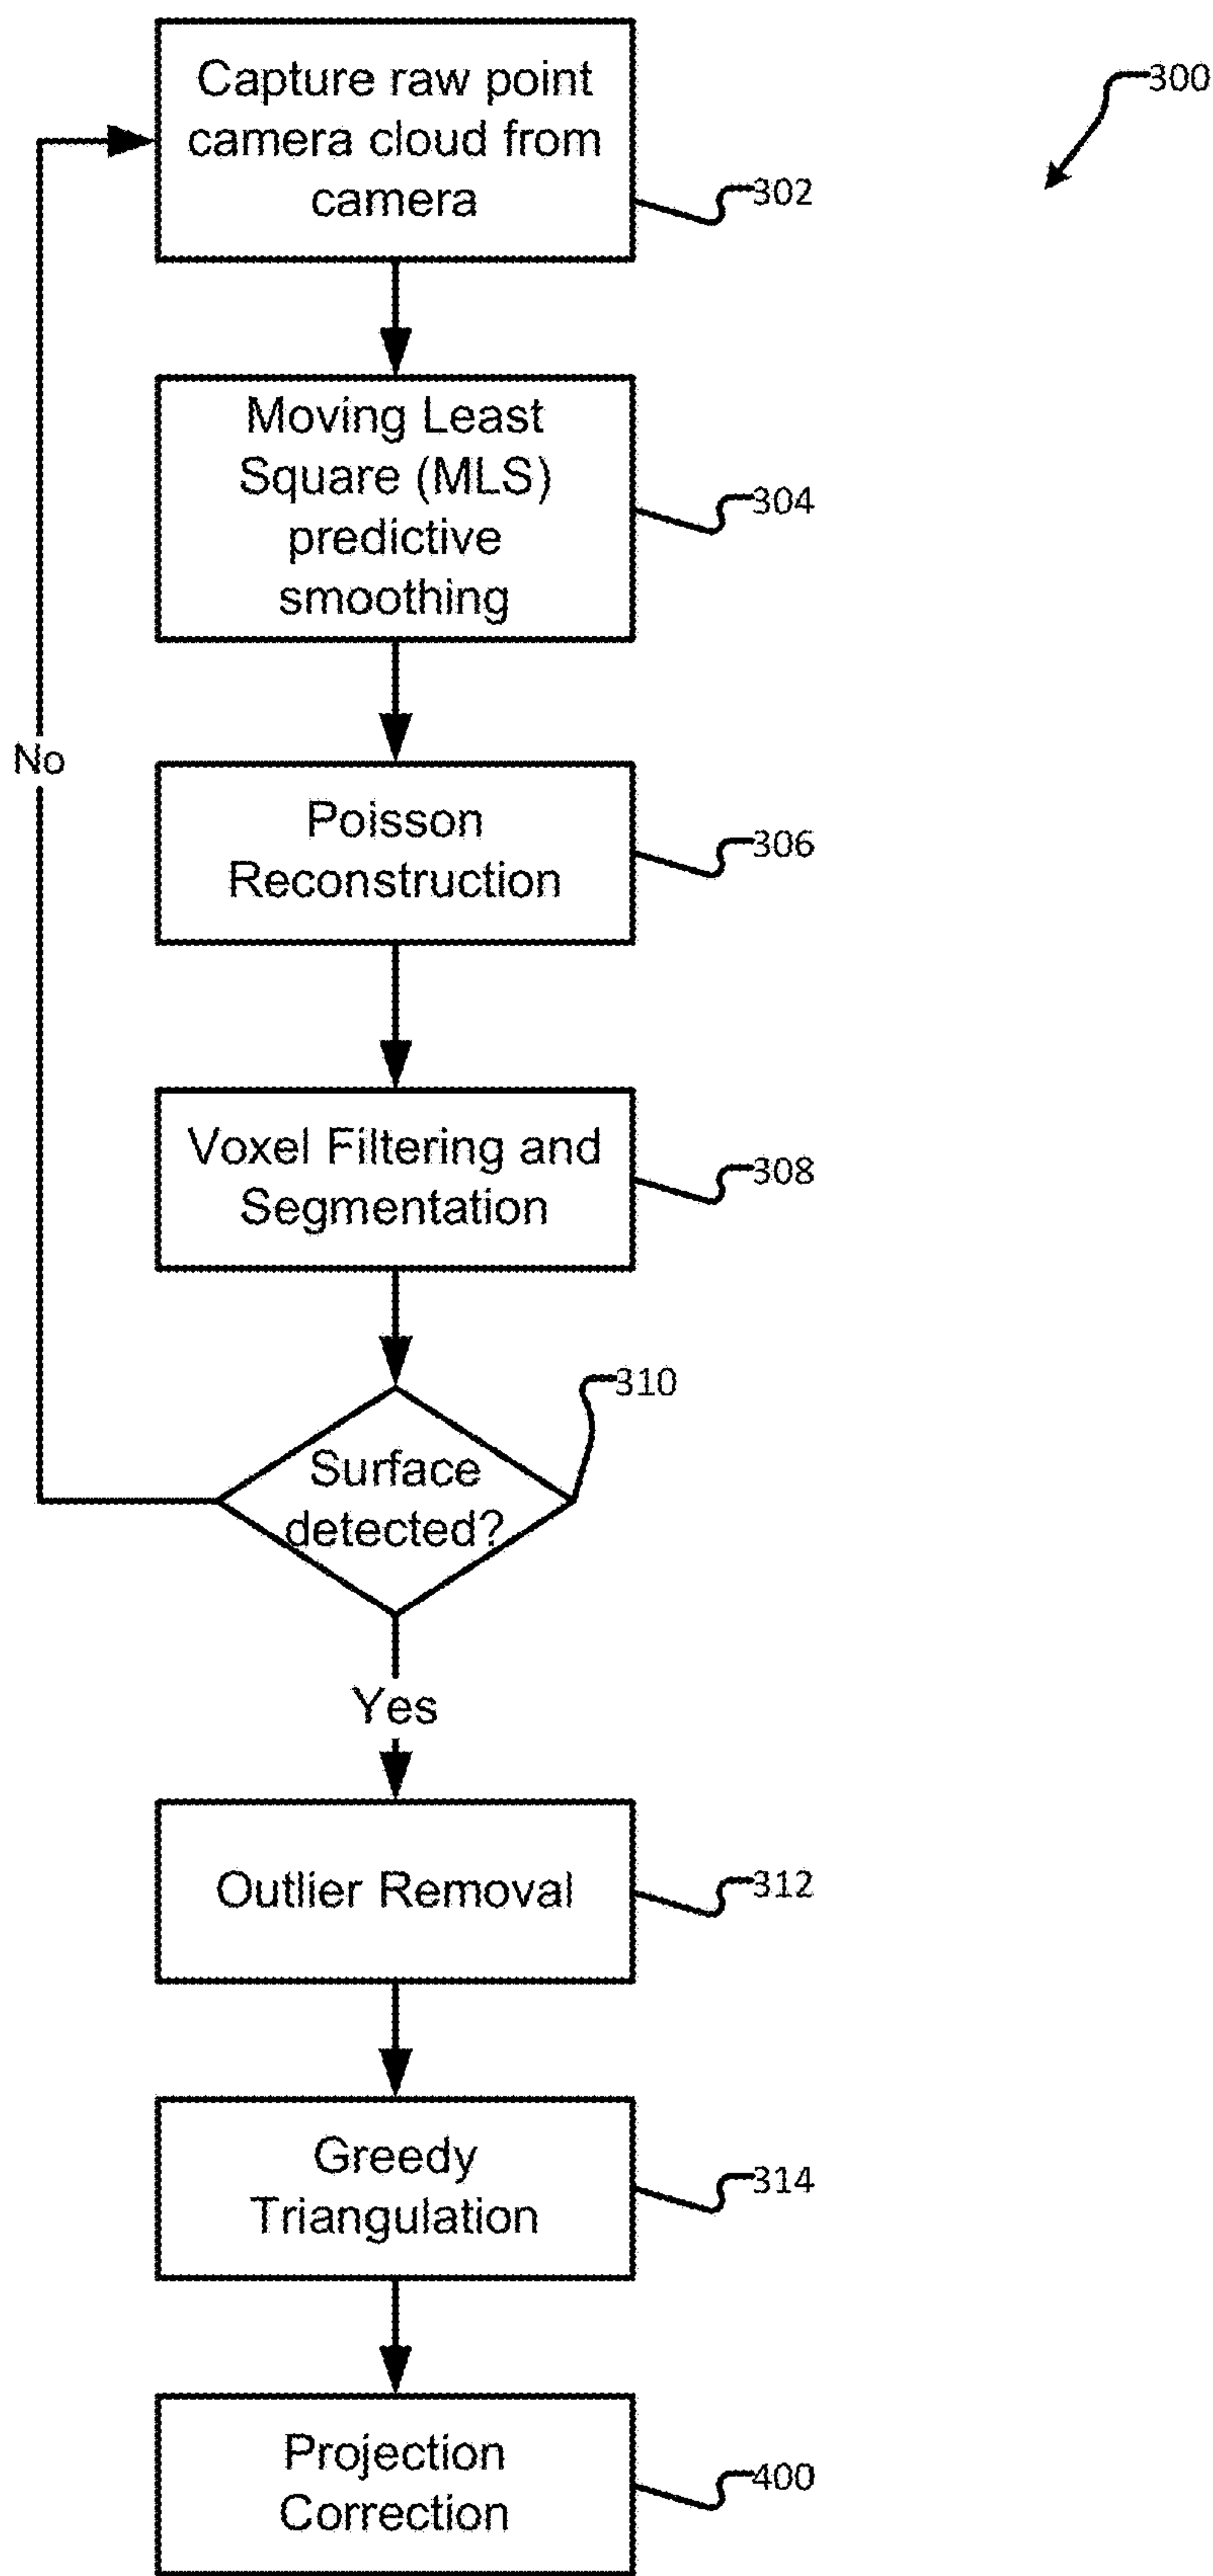 Capture raw point
camera cloud from
camera
300
302
Moving Least
Square (MLS)
predictive
smoothing
304
No
Poisson
Reconstruction
306
Voxel Filtering and
Segmentation
308
310
Surface
detected?
Yes
Outlier Removal
312
Greedy
Triangulation
314
Projection
Correction
400